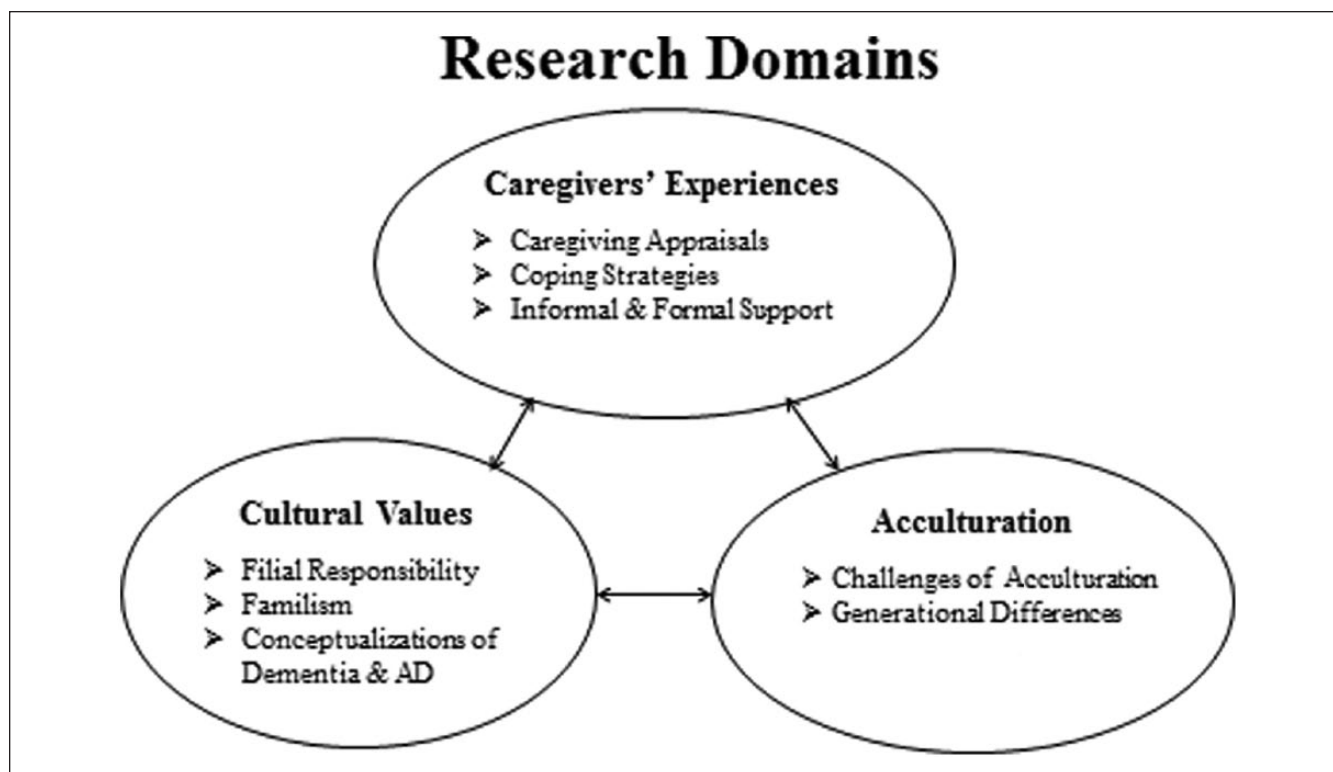 Research Domains
Caregivers’ Experiences
➤ Caregiving Appraisals
➤ Coping Strategies
➤ Informal & Formal Support
Cultural Values
➤ Filial Responsibility
➤ Familism
➤ Conceptualizations of
Dementia & AD
Acculturation
➤ Challenges of Acculturation
➤ Generational Differences